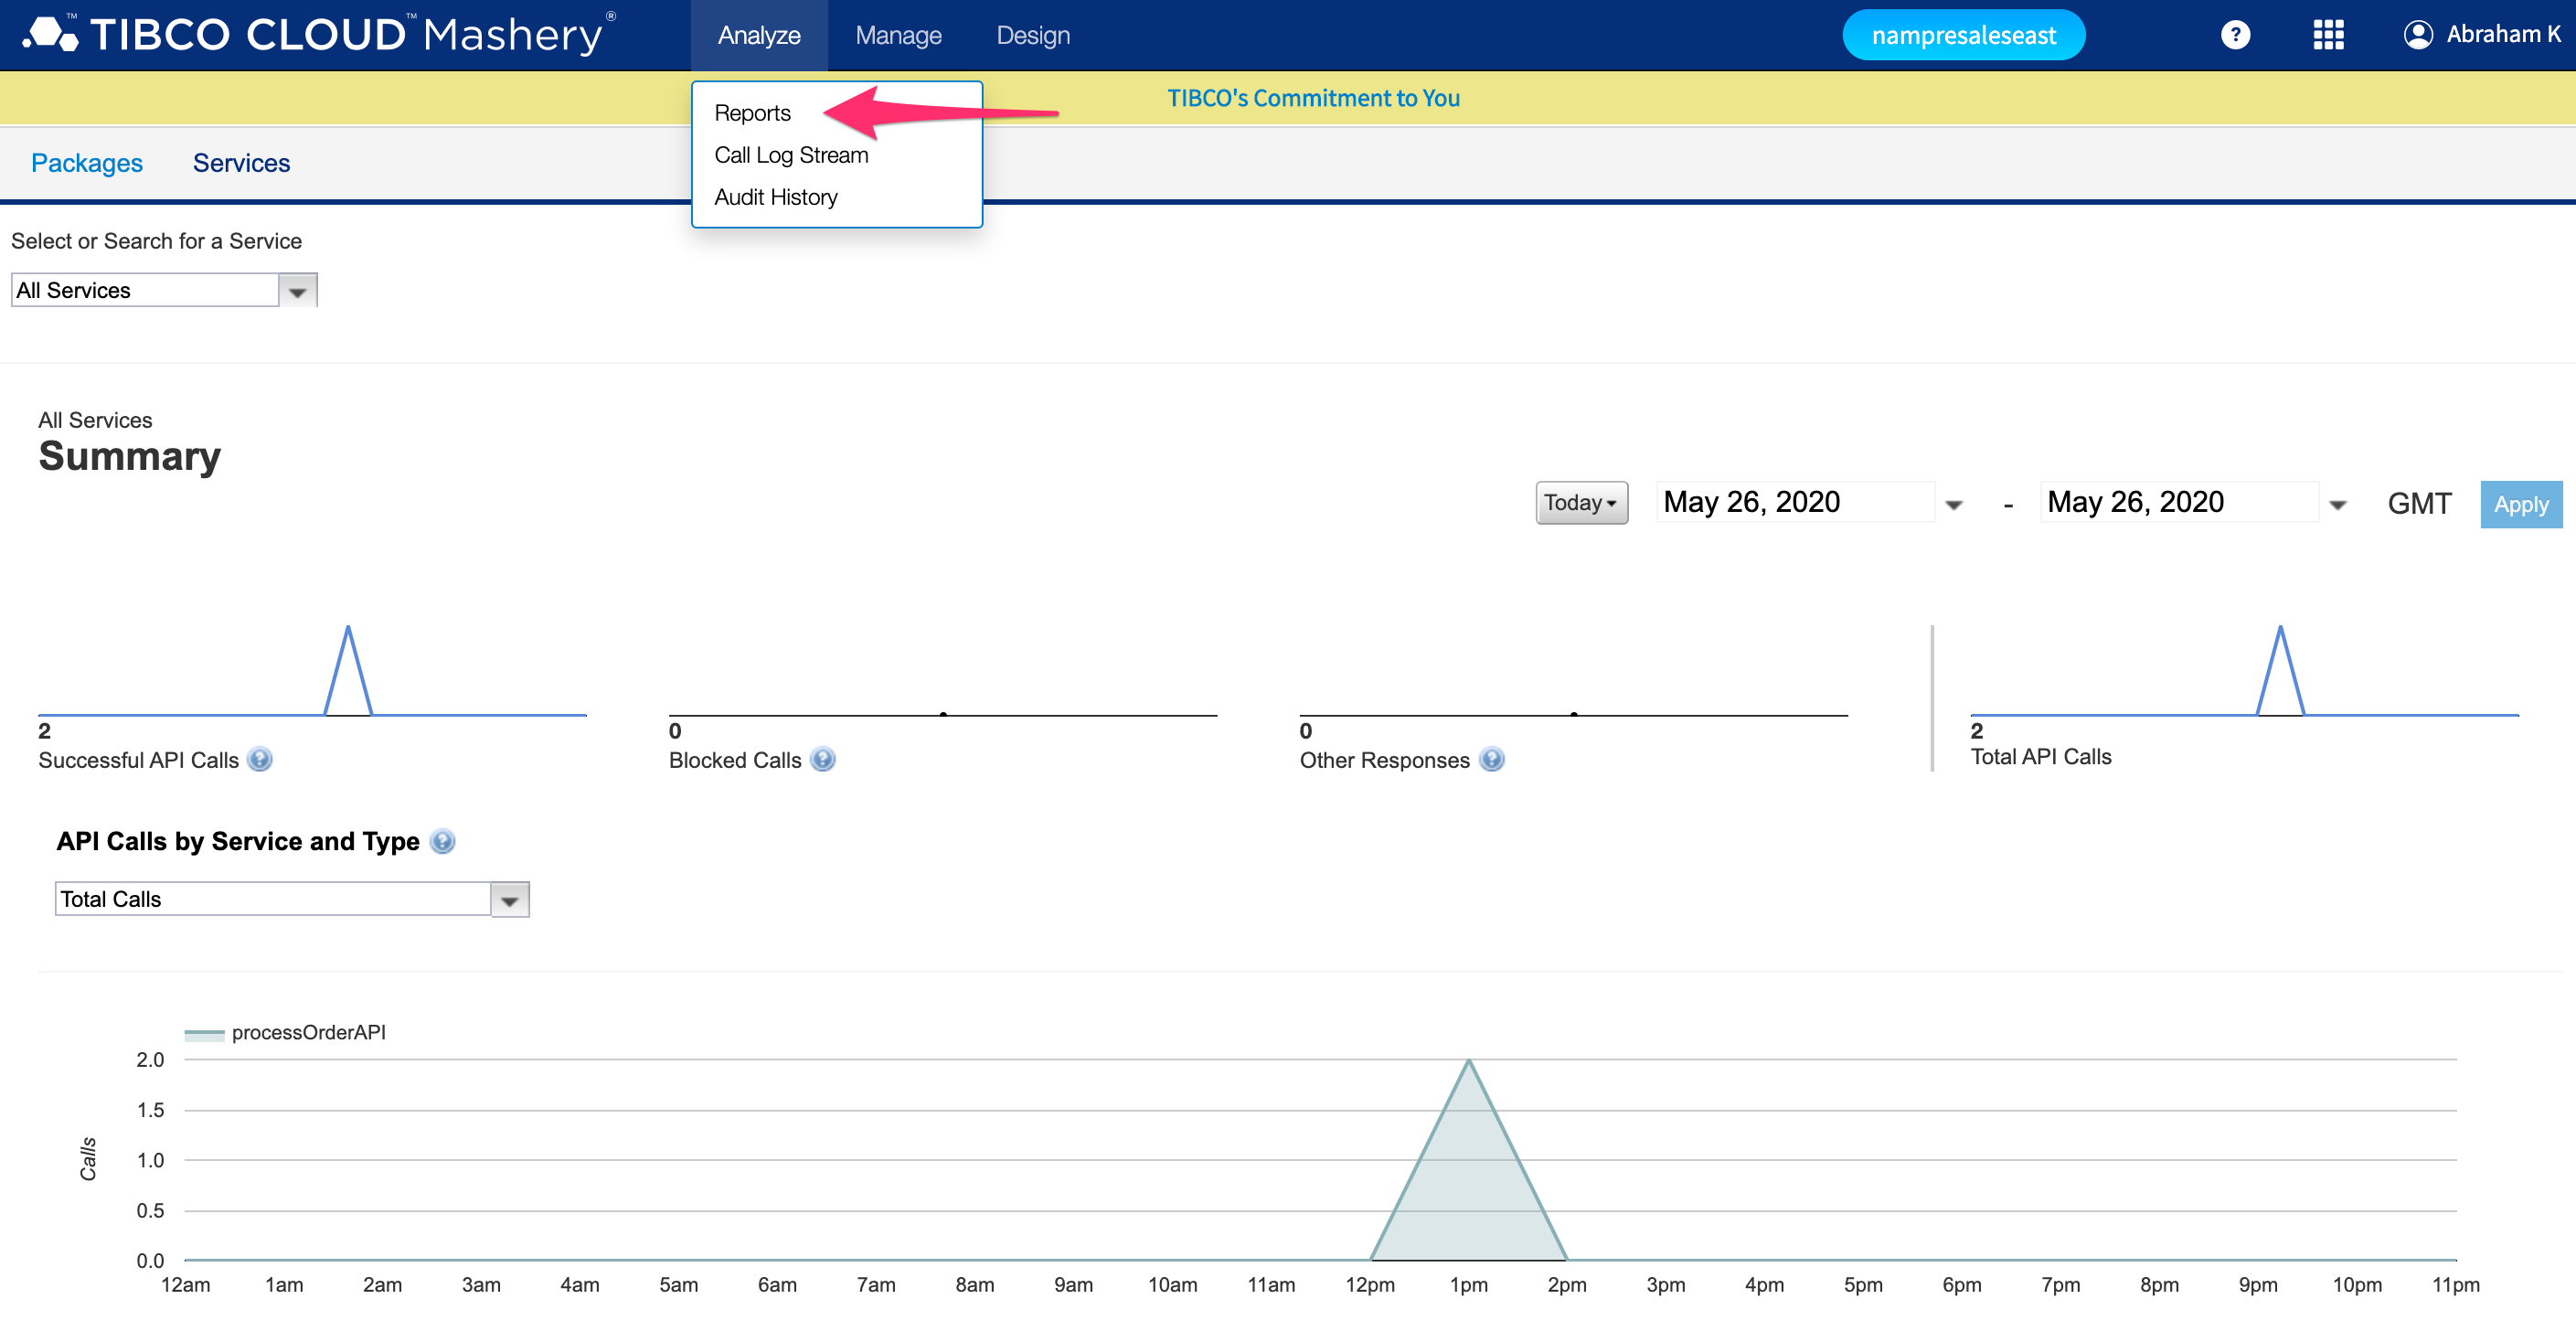 TIBCO CLOUD™ Mashery®
Analyze
Manage
Design
nampresaleseast
Abraham K
TIBCO's Commitment to You
Reports
Call Log Stream
Audit History
Packages
Services
Select or Search for a Service
All Services
All Services
Summary
Today
May 26, 2020
-
May 26, 2020
GMT
Apply
2
Successful API Calls
0
Blocked Calls
0
Other Responses
2
Total API Calls
API Calls by Service and Type
Total Calls
processOrderAPI
2.0
1.5
1.0
0.5
0.0
Calls
12am 1am 2am 3am 4am 5am 6am 7am 8am 9am 10am 11am 12pm 1pm 2pm 3pm 4pm 5pm 6pm 7pm 8pm 9pm 10pm 11pm